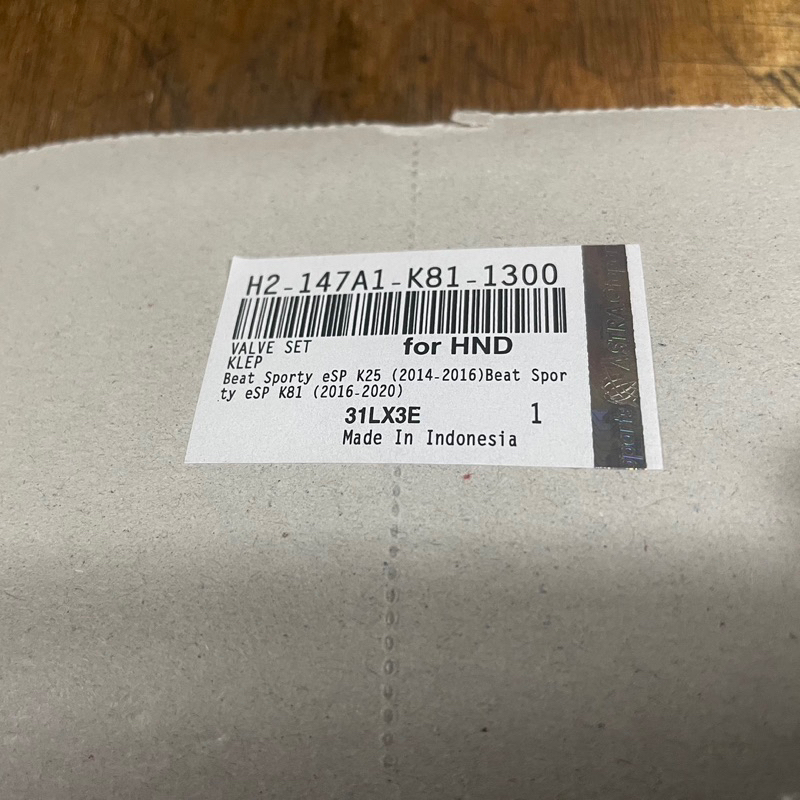 H2-147A1-K81-1300
VALVE SET for HND
KLEP
Beat Sporty eSP K25 (2014-2016)Beat Spor
ty eSP K81 (2016-2020)
31LX3E 1
Made In Indonesia
ASTRA